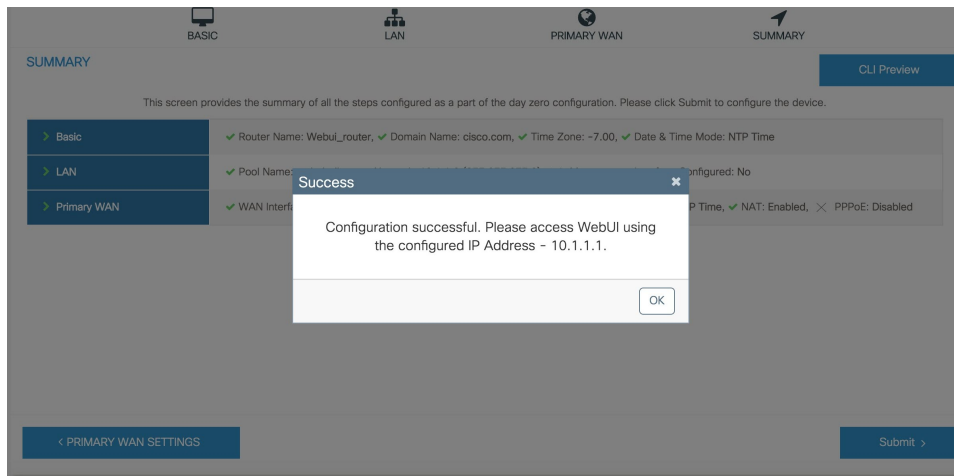 BASIC
LAN
PRIMARY WAN
SUMMARY
SUMMARY
CLI Preview
This screen provides the summary of all the steps configured as a part of the day zero configuration. Please click Submit to configure the device.
Basic
Router Name: Webui_router, Domain Name: cisco.com, Time Zone: -7.00, Date & Time Mode: NTP Time
LAN
Pool Name:
Configured: No
Primary WAN
WAN
P Time, NAT: Enabled, PPPoE: Disabled
Success
Configuration successful. Please access WebUI using
the configured IP Address - 10.1.1.1.
OK
< PRIMARY WAN SETTINGS
Submit >